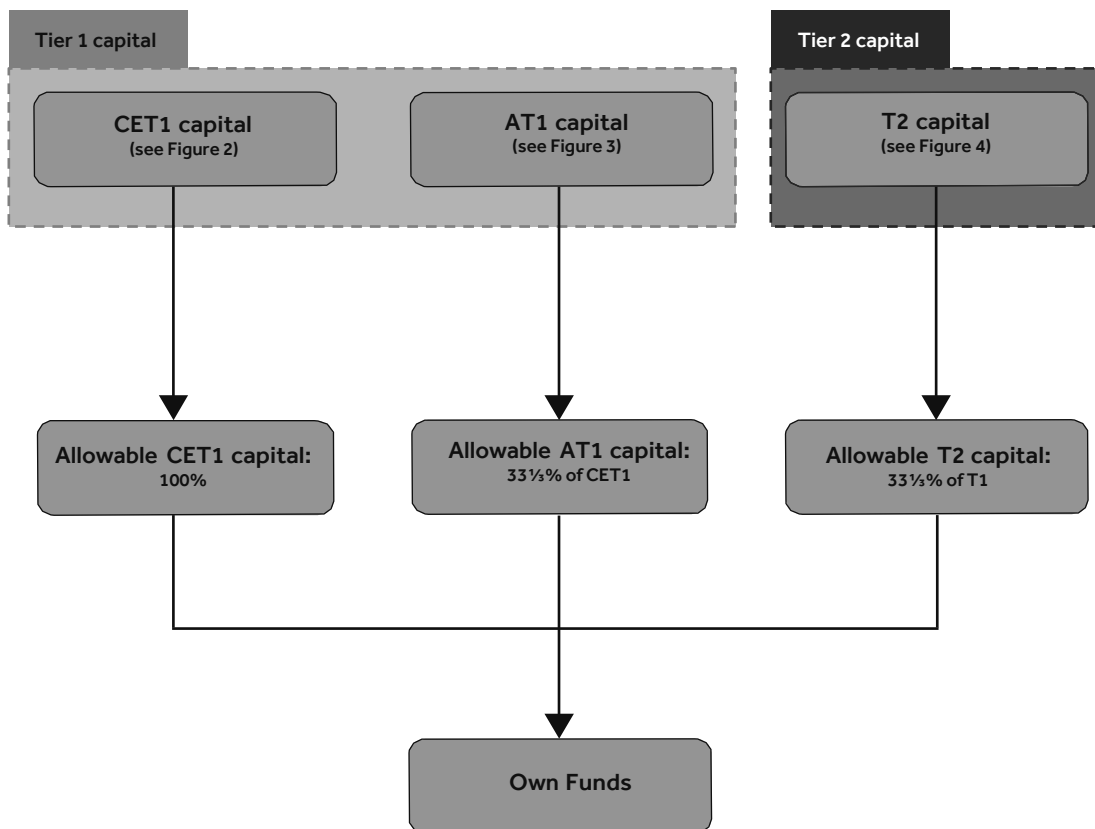 Tier 1 capital
Tier 2 capital
CET1 capital
(see Figure 2)
AT1 capital
(see Figure 3)
T2 capital
(see Figure 4)
Allowable CET1 capital:
100%
Allowable AT1 capital:
33⅓% of CET1
Allowable T2 capital:
33⅓% of T1
Own Funds